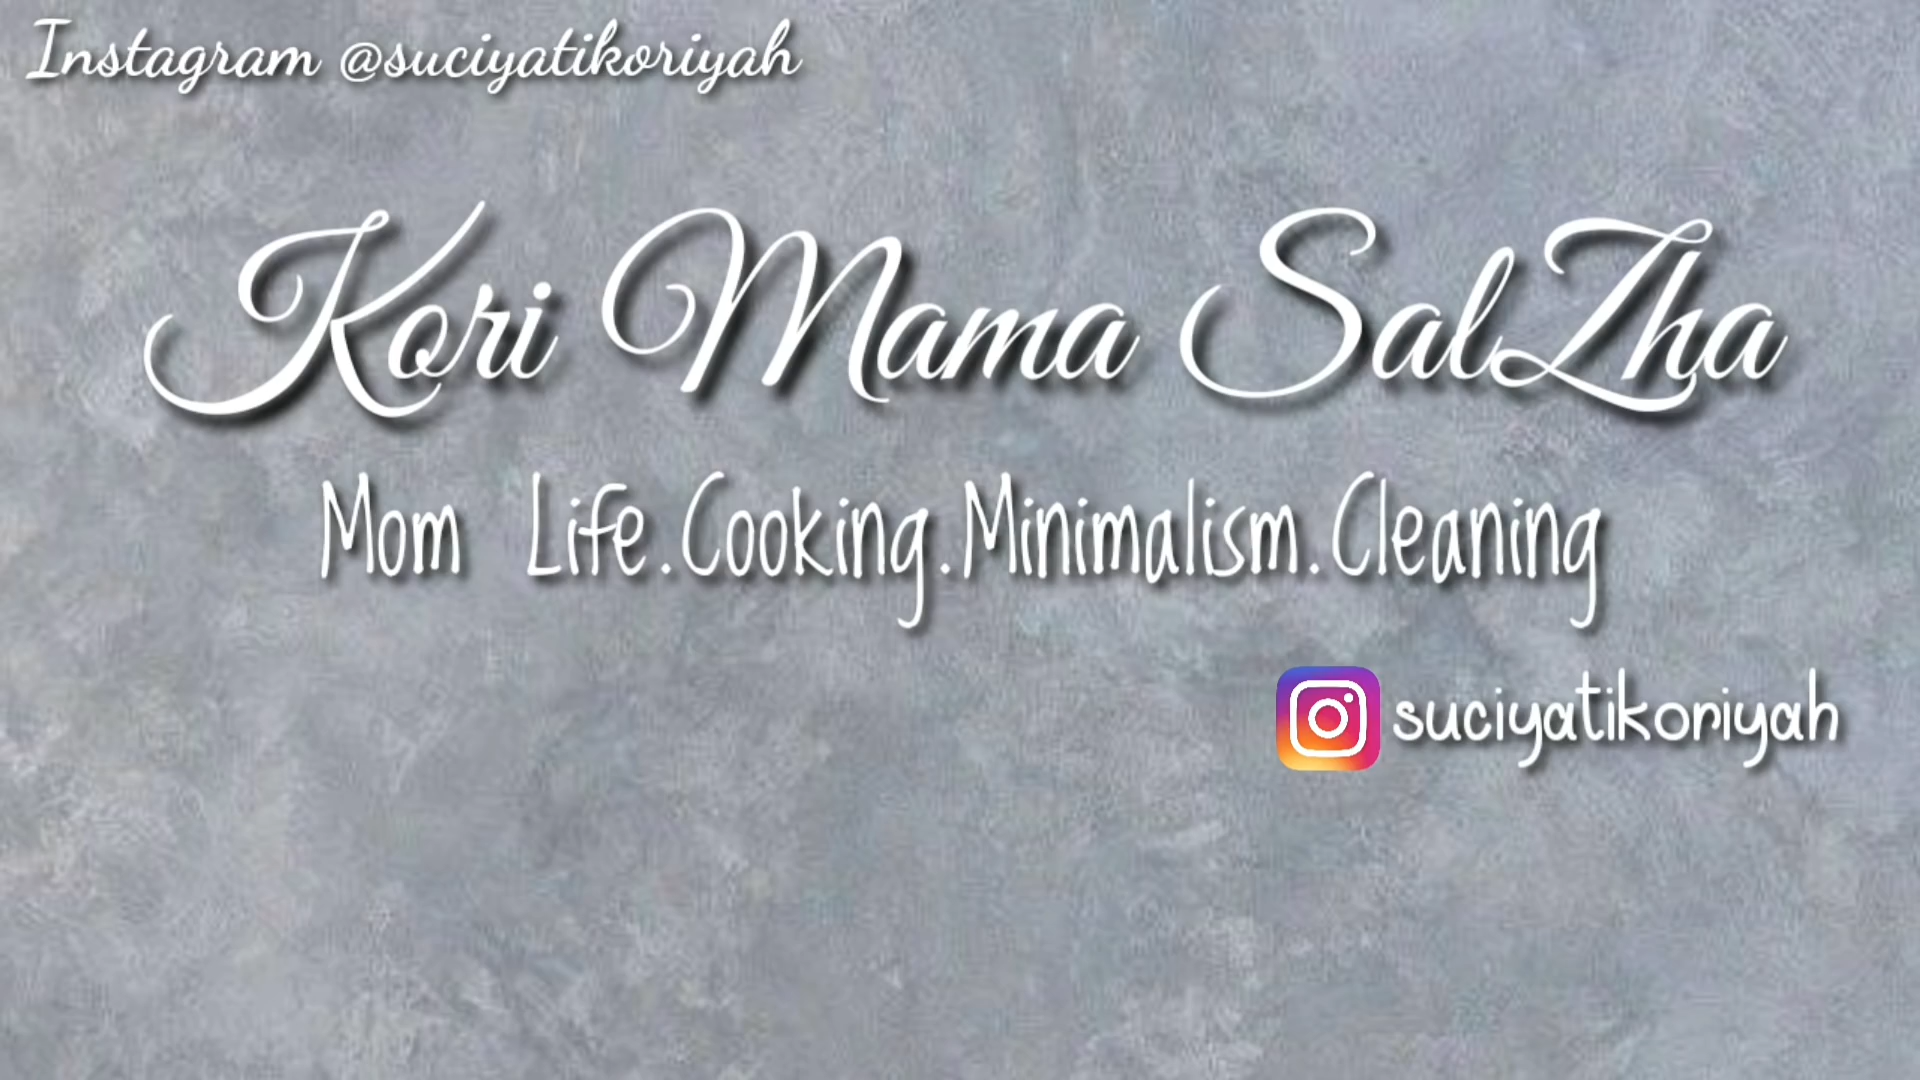 Instagram @suciyatikoriyah
Kori Mama SalZha
Mom Life.Cooking.Minimalism.Cleaning
suciyatikoriyah